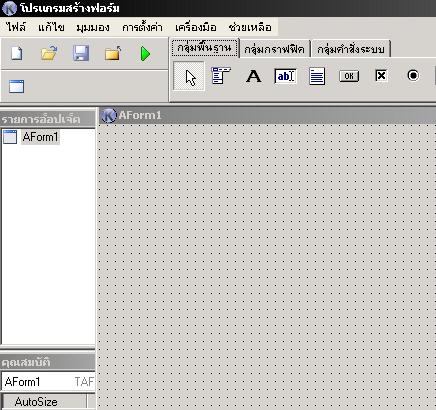 โปรแกรมสร้างฟอร์ม
ไฟล์ แก้ไข มุมมอง การตั้งค่า เครื่องมือ ช่วยเหลือ
กลุ่มพื้นฐาน กลุ่มกราฟฟิค กลุ่มคำสั่งระบบ
A ab OK
รายการอ็อปเจ็ค
AForm1
AForm1
คุณสมบัติ
AForm1 TAF
AutoSize